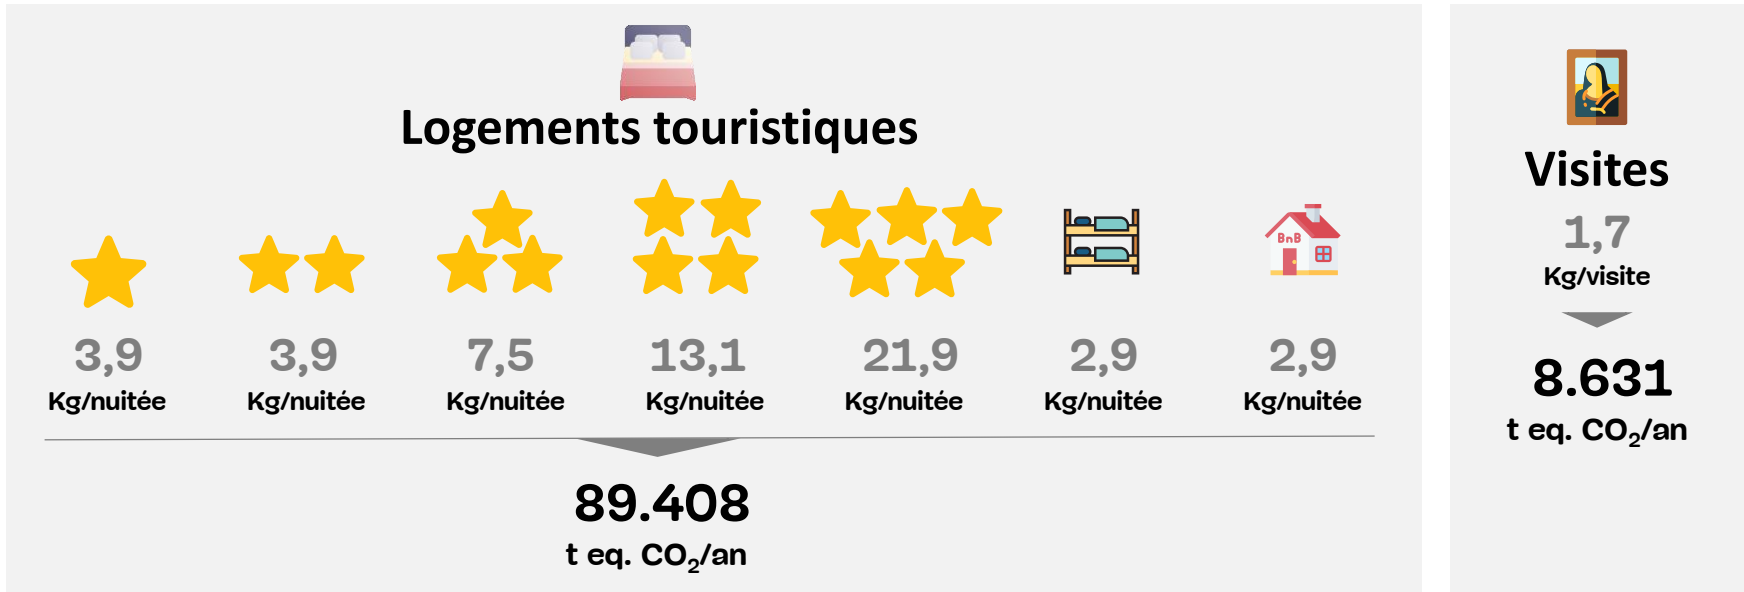 Logements touristiques
BnB
3,9 3,9 7,5 13,1 21,9 2,9 2,9
Kg/nuitée Kg/nuitée Kg/nuitée Kg/nuitée Kg/nuitée Kg/nuitée Kg/nuitée
89.408
t eq. CO₂/an
Visites
1,7
Kg/visite
8.631
t eq. CO₂/an